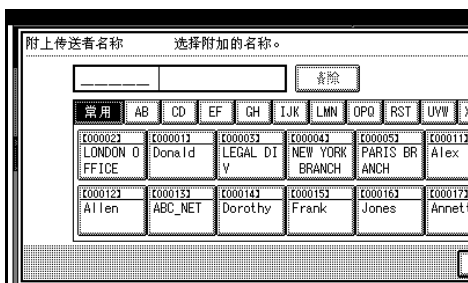 附上传送者名称 选择附加的名称。
_____ 清除
常用 AB CD EF GH IJK LMN OPQ RST UVW
【00002】 【00001】 【00003】 【00004】 【00005】 【00011】
LONDON O Donald LEGAL DI NEW YORK PARIS BR Alex
FFICE V BRANCH ANCH
【00012】 【00013】 【00014】 【00015】 【00016】 【00017】
Allen ABC_NET Dorothy Frank Jones Annet